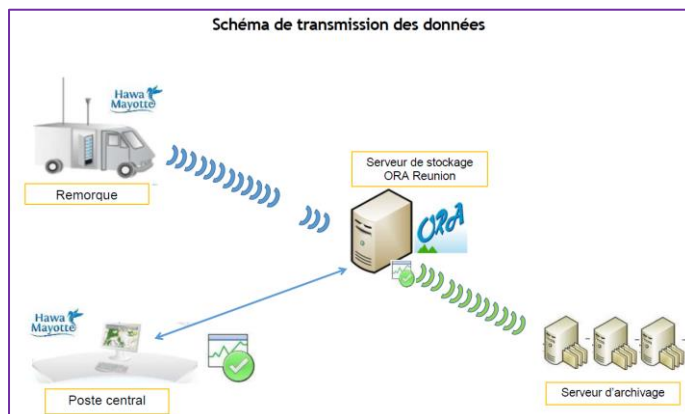 Schéma de transmission des données
Hawa
Mayotte
Remorque
Serveur de stockage
ORA Reunion
ORA
Hawa
Mayotte
Poste central
Serveur d'archivage